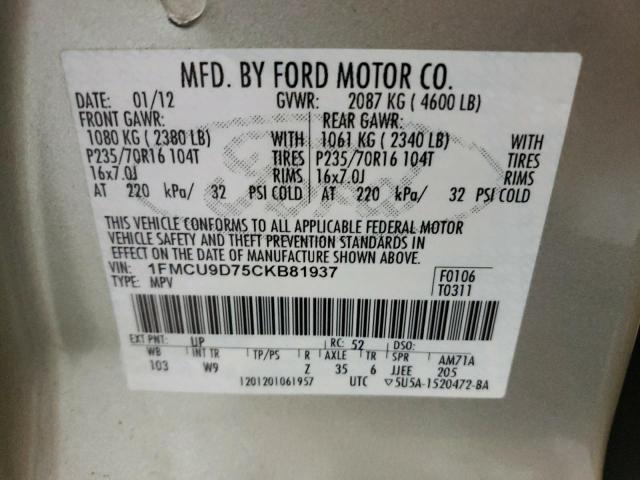 MFD. BY FORD MOTOR CO.
DATE: 01/12 GVWR: 2087 KG ( 4600 LB)
FRONT GAWR: REAR GAWR:
1080 KG ( 2380 LB) WITH 1061 KG ( 2340 LB) WITH
P235/70R16 104T TIRES P235/70R16 104T TIRES
16x7.0J RIMS 16x7.0J RIMS
AT 220 kPa/ 32 PSI COLD AT 220 kPa/ 32 PSI COLD
THIS VEHICLE CONFORMS TO ALL APPLICABLE FEDERAL MOTOR
VEHICLE SAFETY AND THEFT PREVENTION STANDARDS IN
EFFECT ON THE DATE OF MANUFACTURE SHOWN ABOVE.
VIN: 1FMCU9D75CKB81937 F0106
TYPE: MPV T0311
EXT PNT: UP RC: 52 DSO:
WB INT TR TP/PS R AXLE TR SPR AM71A
103 W9 Z 35 6 JJEE 205
1201201061957 UTC 5U5A-1520472-BA
Ford